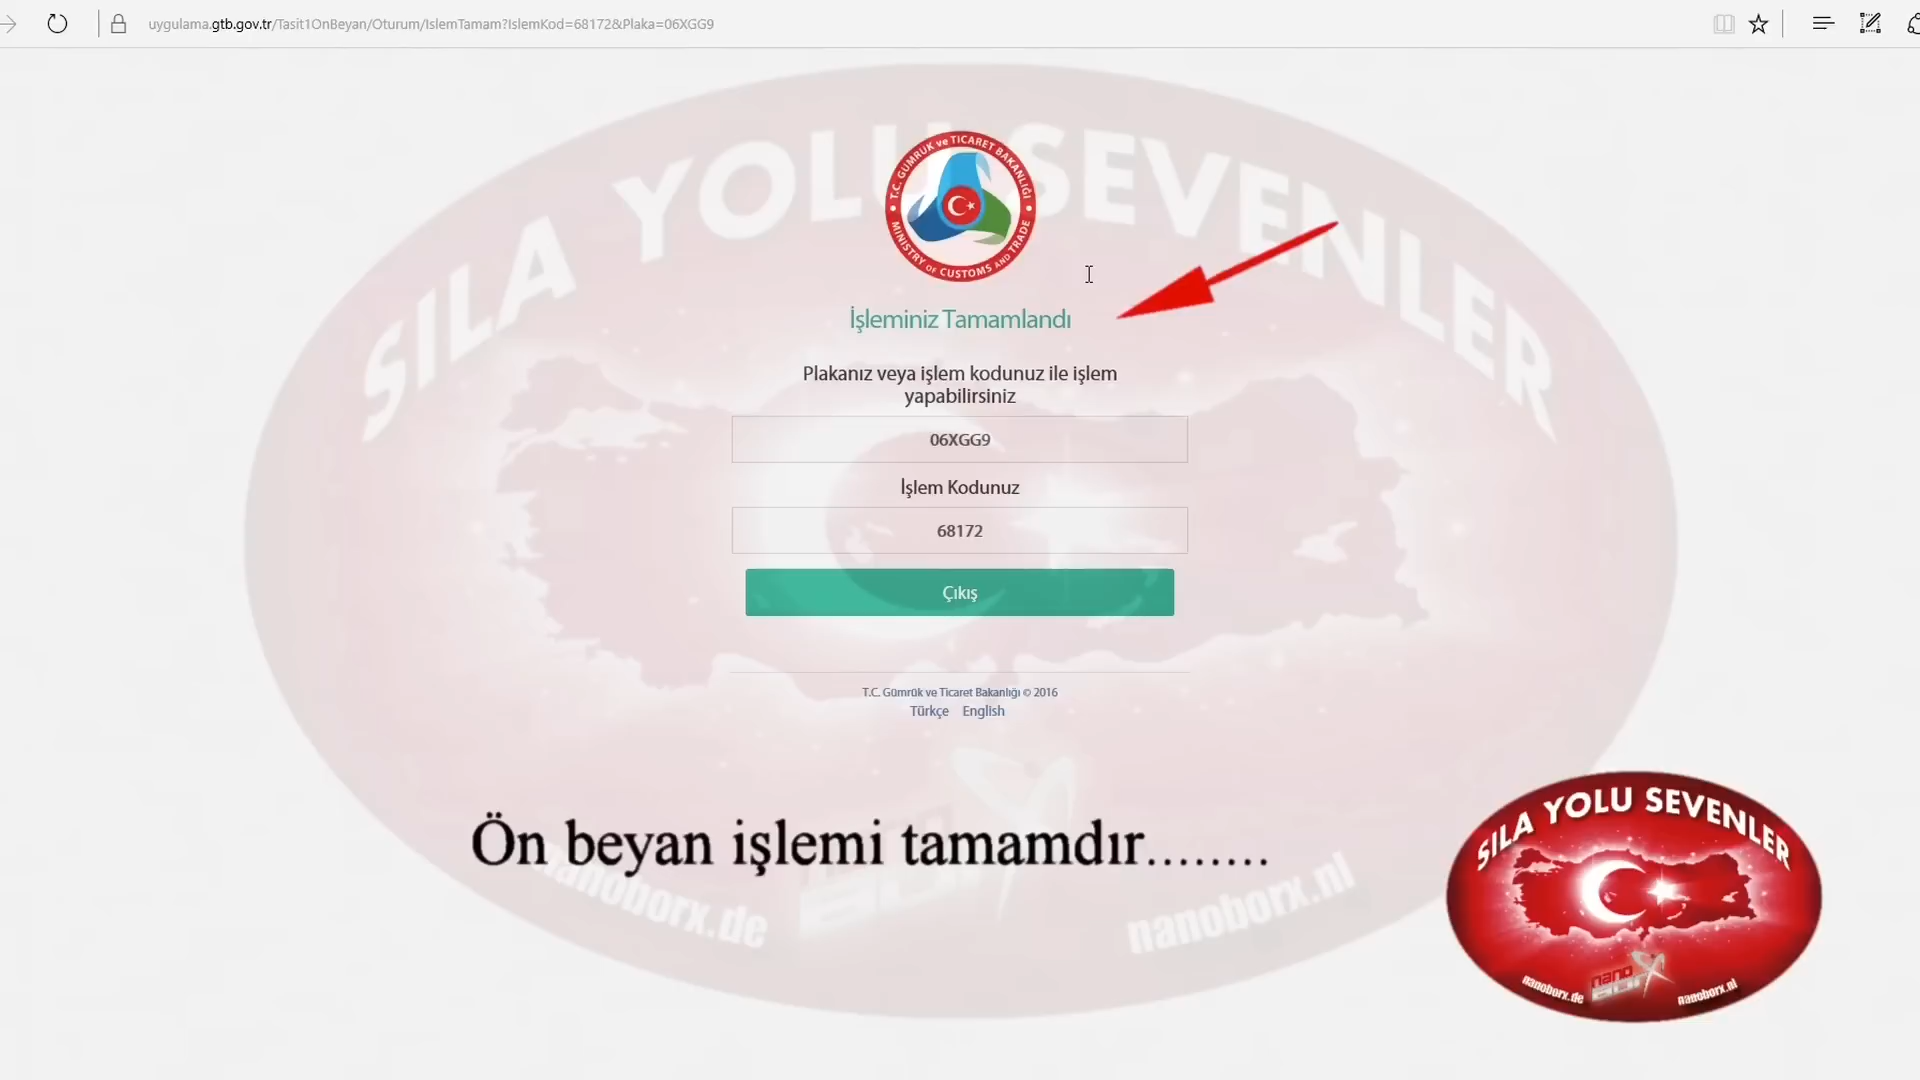 uygulama.gtb.gov.tr/Tasit1OnBeyan/Oturum/IslemTamam?IslemKod=68172&Plaka=06XGG9
SILA YOLU SEVENLER
T.C. GÜMRÜK ve TİCARET BAKANLIĞI
MINISTRY OF CUSTOMS AND TRADE
İşleminiz Tamamlandı
Plakanız veya işlem kodunuz ile işlem
yapabilirsiniz
06XGG9
İşlem Kodunuz
68172
Çıkış
T.C. Gümrük ve Ticaret Bakanlığı © 2016
Türkçe English
Ön beyan işlemi tamamdır........
nanoborx.de
nanoborx.nl
SILA YOLU SEVENLER
nano
nanoborx.de
nanoborx.nl